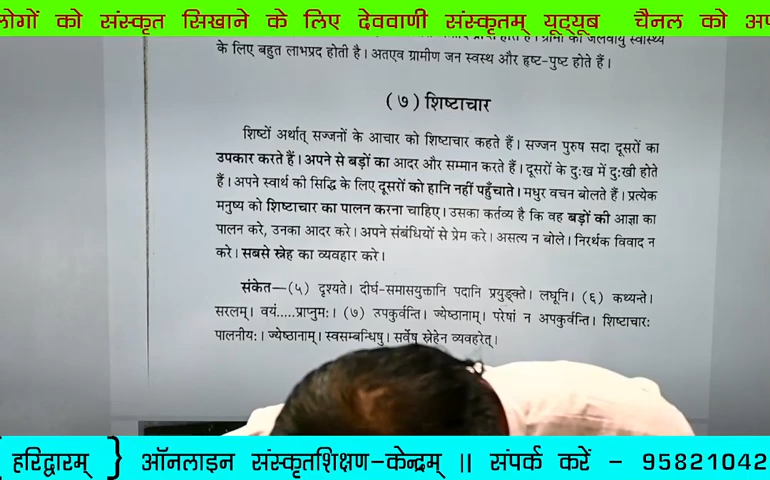 लोगों को संस्कृत सिखाने के लिए देववाणी संस्कृतम् यूट्यूब चैनल को
जलवायु स्वास्थ्य
के लिए बहुत लाभप्रद होती है। अतएव ग्रामीण जन स्वस्थ और हृष्ट-पुष्ट होते हैं।
(७) शिष्टाचार
शिष्टों अर्थात् सज्जनों के आचार को शिष्टाचार कहते हैं। सज्जन पुरुष सदा दूसरों का
उपकार करते हैं। अपने से बड़ों का आदर और सम्मान करते हैं। दूसरों के दुःख में दुःखी होते
हैं। अपने स्वार्थ की सिद्धि के लिए दूसरों को हानि नहीं पहुँचाते। मधुर वचन बोलते हैं। प्रत्येक
मनुष्य को शिष्टाचार का पालन करना चाहिए। उसका कर्तव्य है कि वह बड़ों की आज्ञा का
पालन करे, उनका आदर करे। अपने संबंधियों से प्रेम करे। असत्य न बोले। निरर्थक विवाद न
करे। सबसे स्नेह का व्यवहार करे।
संकेत—(५) दृश्यते। दीर्घ-समासयुक्तानि पदानि प्रयुङ्क्ते। लघूनि। (६) कथ्यन्ते।
सरलम्। वयं.....प्राप्नुमः। (७) उपकुर्वन्ति। ज्येष्ठानाम्। परेषां न अपकुर्वन्ति। शिष्टाचारः
पालनीयः। ज्येष्ठानाम्। स्वसम्बन्धिषु। सर्वेषु स्नेहेन व्यवहरेत्।
हरिद्वारम् } ऑनलाइन संस्कृतशिक्षण-केन्द्रम् || संपर्क करें - 95821042